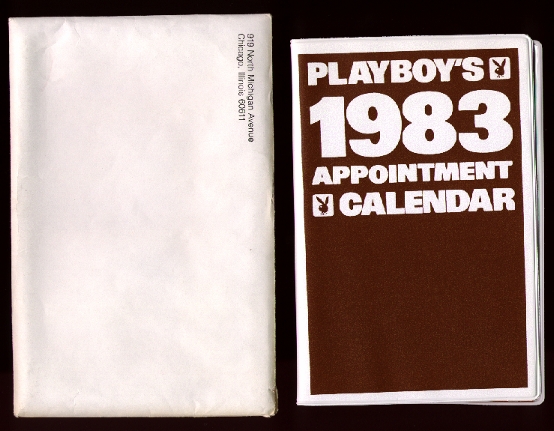 919 North Michigan Avenue
Chicago, Illinois 60611
PLAYBOY'S
1983
APPOINTMENT
CALENDAR